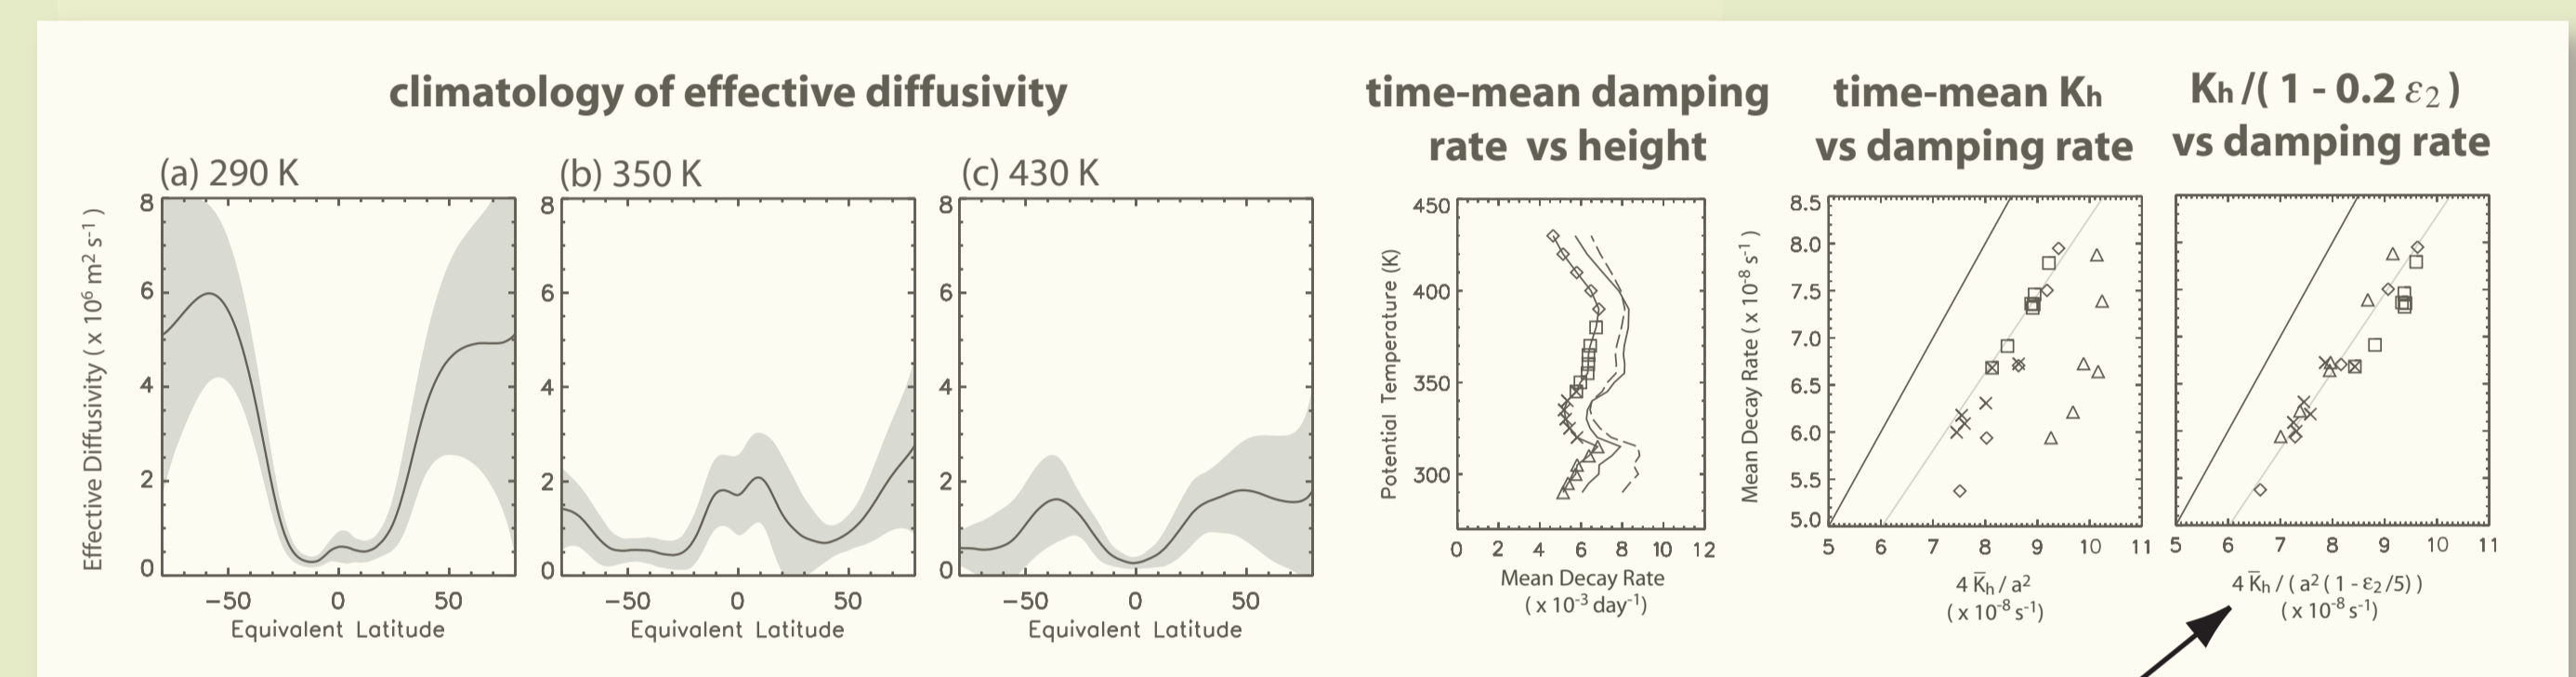 climatology of effective diffusivity
(a) 290 K
(b) 350 K
(c) 430 K
Effective Diffusivity ( x 10⁶ m² s⁻¹ )
8
6
4
2
0
−50 0 50
Equivalent Latitude
8
6
4
2
0
−50 0 50
Equivalent Latitude
8
6
4
2
0
−50 0 50
Equivalent Latitude
time-mean damping
rate vs height
Potential Temperature (K)
450
400
350
300
0 2 4 6 8 10 12
Mean Decay Rate
( x 10⁻³ day⁻¹)
time-mean Kh
vs damping rate
Mean Decay Rate ( x 10⁻⁸ s⁻¹ )
8.5
8.0
7.5
7.0
6.5
6.0
5.5
5.0
5 6 7 8 9 10 11
4 K̅h / a²
( x 10⁻⁸ s⁻¹)
Kh /( 1 - 0.2 ε₂ )
vs damping rate
5 6 7 8 9 10 11
4 K̅h / ( a² ( 1 - ε₂ /5) )
( x 10⁻⁸ s⁻¹)